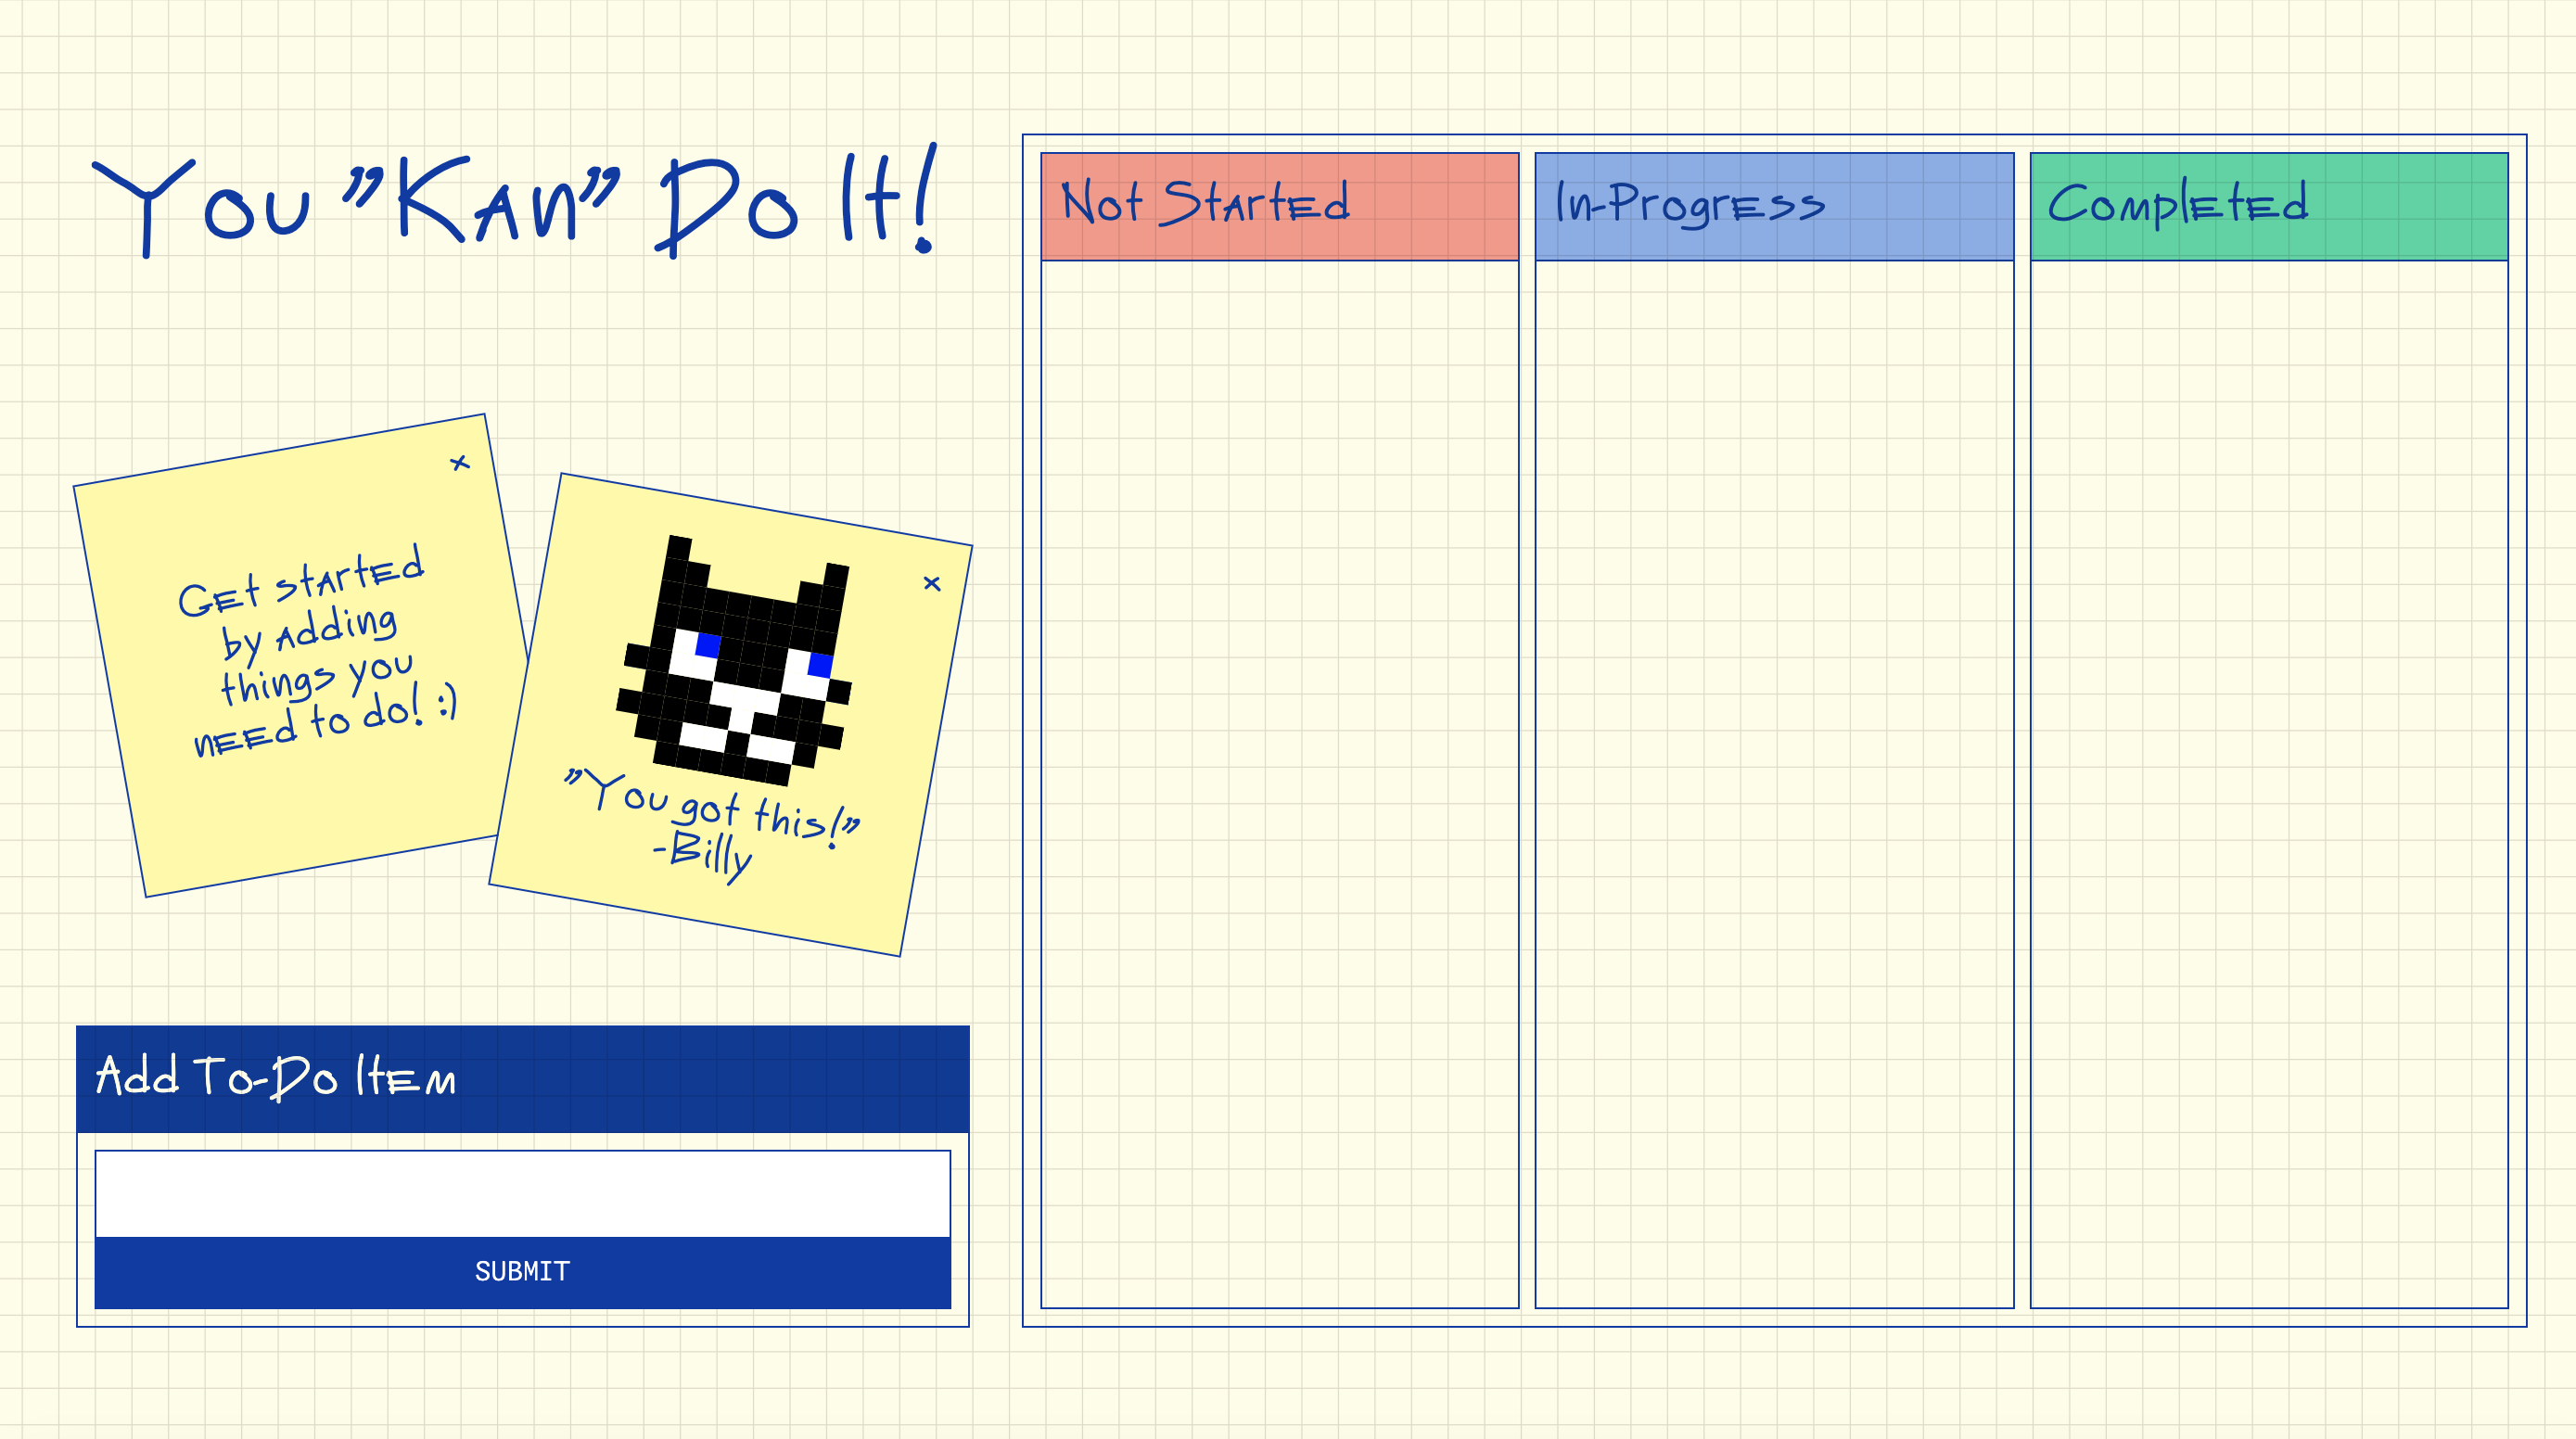 You "Kan" Do It!
Get started
by adding
things you
need to do! :)
x
"You got this!"
-Billy
x
Add To-Do Item
SUBMIT
Not Started
In-Progress
Completed